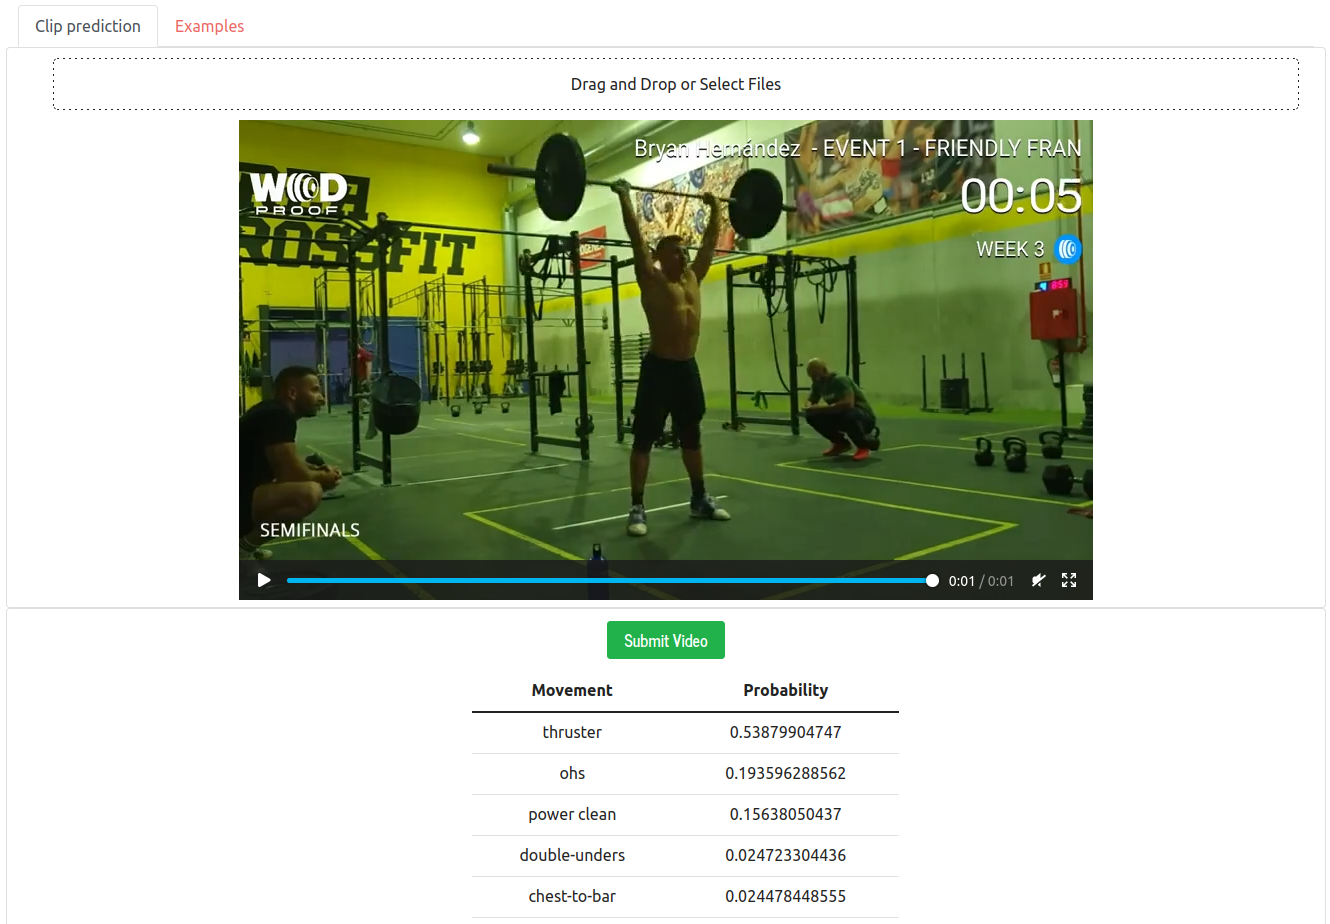 Clip prediction Examples
Drag and Drop or Select Files
Bryan Hernández - EVENT 1 - FRIENDLY FRAN
WOD
PROOF
00:05
WEEK 3
CROSSFIT
8:53
SEMIFINALS
0:01 / 0:01
Submit Video
Movement Probability
thruster 0.53879904747
ohs 0.193596288562
power clean 0.15638050437
double-unders 0.024723304436
chest-to-bar 0.024478448555